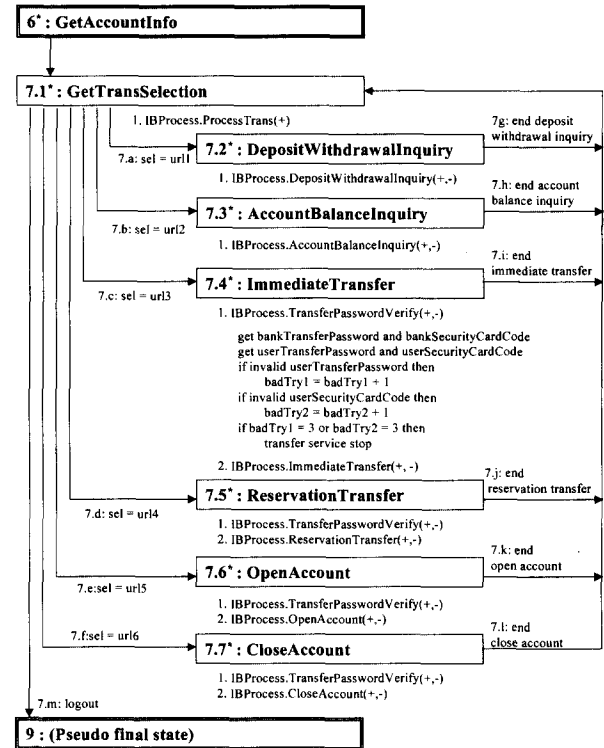 6* : GetAccountInfo
7.1* : GetTransSelection
1. IBProcess.ProcessTrans(+)
7g: end deposit
withdrawal inquiry
7.a: sel = url1
7.2* : DepositWithdrawalInquiry
1. IBProcess.DepositWithdrawalInquiry(+,-)
7.h: end account
balance inquiry
7.b: sel = url2
7.3* : AccountBalanceInquiry
1. IBProcess.AccountBalanceInquiry(+,-)
7.i: end
immediate transfer
7.c: sel = url3
7.4* : ImmediateTransfer
1. IBProcess.TransferPasswordVerify(+,-)
get bankTransferPassword and bankSecurityCardCode
get userTransferPassword and userSecurityCardCode
if invalid userTransferPassword then
badTry1 = badTry1 + 1
if invalid userSecurityCardCode then
badTry2 = badTry2 + 1
if badTry1 = 3 or badTry2 = 3 then
transfer service stop
2. IBProcess.ImmediateTransfer(+, -)
7.j: end
reservation transfer
7.d: sel = url4
7.5* : ReservationTransfer
1. IBProcess.TransferPasswordVerify(+,-)
2. IBProcess.ReservationTransfer(+,-)
7.k: end
open account
7.e:sel = url5
7.6* : OpenAccount
1. IBProcess.TransferPasswordVerify(+,-)
2. IBProcess.OpenAccount(+,-)
7.l: end
close account
7.f:sel = url6
7.7* : CloseAccount
1. IBProcess.TransferPasswordVerify(+,-)
2. IBProcess.CloseAccount(+,-)
7.m: logout
9 : (Pseudo final state)